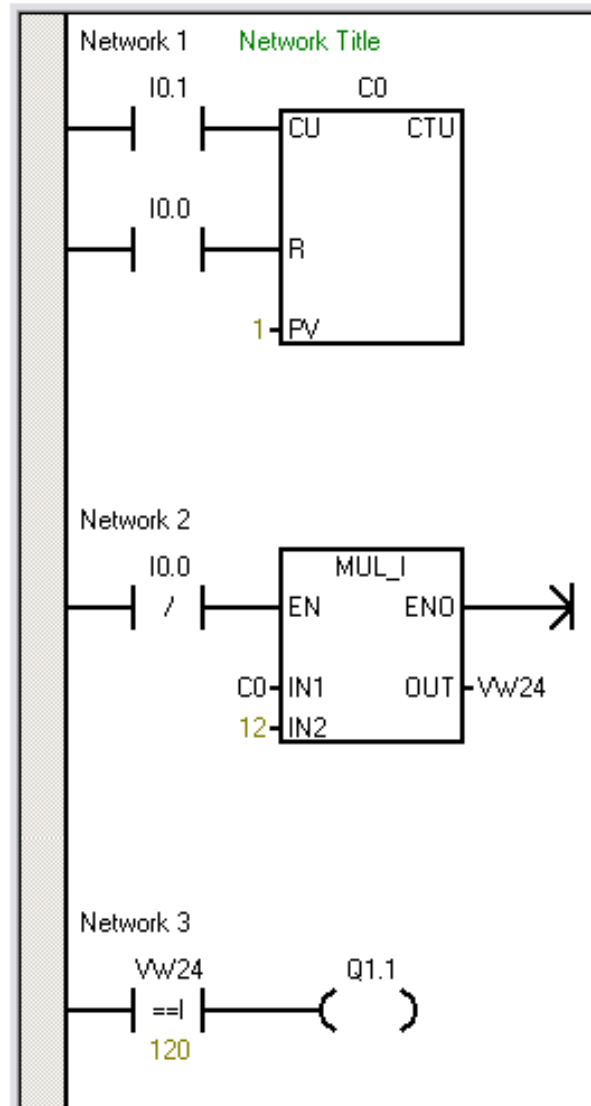 Network 1 Network Title
I0.1 C0
CU CTU
I0.0
R
1 PV
Network 2
I0.0 MUL_I
/ EN ENO
C0 IN1 OUT VW24
12 IN2
Network 3
VW24 Q1.1
==I
120